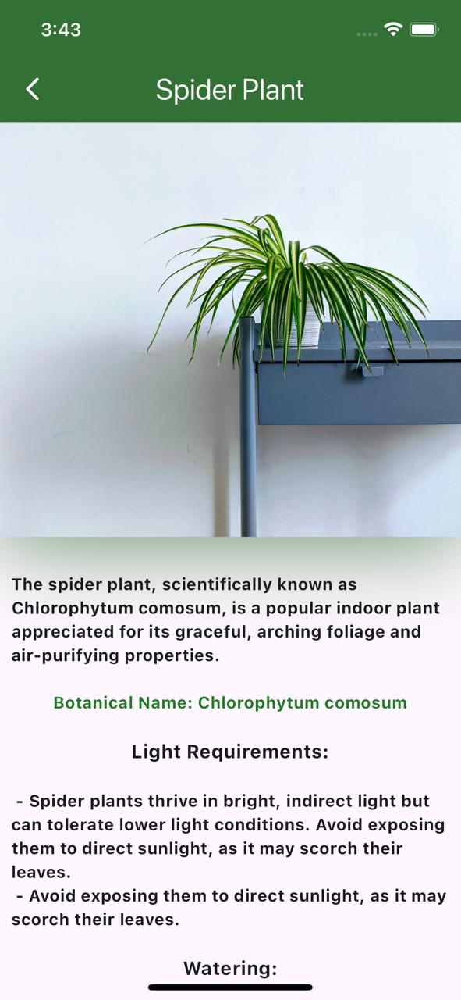 3:43
Spider Plant
The spider plant, scientifically known as
Chlorophytum comosum, is a popular indoor plant
appreciated for its graceful, arching foliage and
air-purifying properties.
Botanical Name: Chlorophytum comosum
Light Requirements:
- Spider plants thrive in bright, indirect light but
can tolerate lower light conditions. Avoid exposing
them to direct sunlight, as it may scorch their
leaves.
- Avoid exposing them to direct sunlight, as it may
scorch their leaves.
Watering: